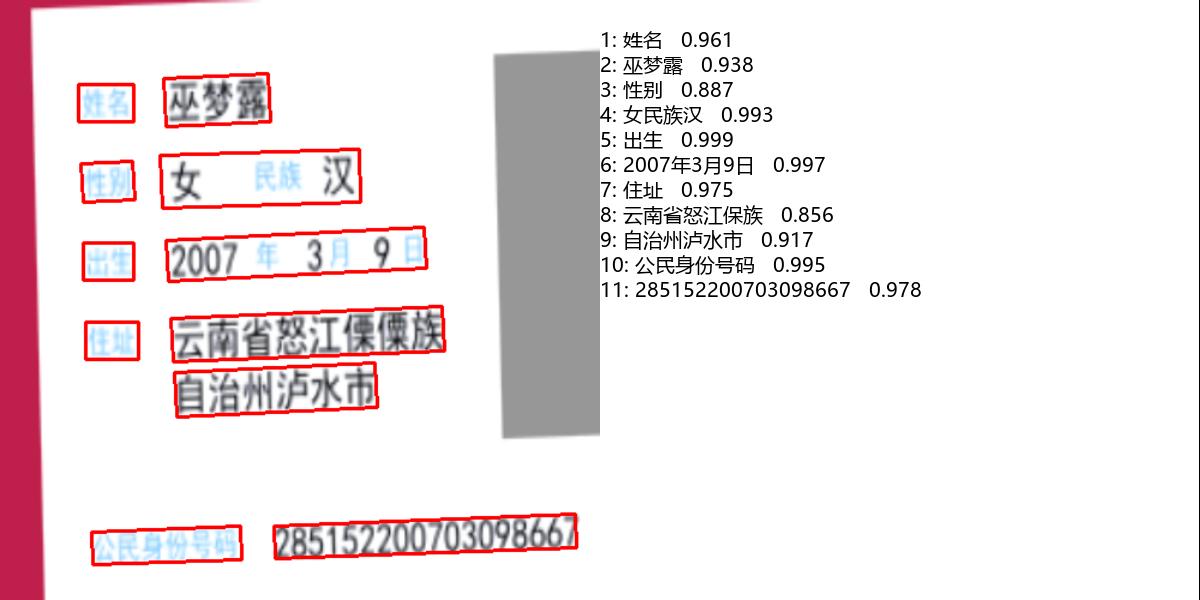 姓名 巫梦露
性别 女 民族 汉
出生 2007 年 3 月 9 日
住址 云南省怒江傈僳族
自治州泸水市
公民身份号码 285152200703098667
1: 姓名 0.961
2: 巫梦露 0.938
3: 性别 0.887
4: 女民族汉 0.993
5: 出生 0.999
6: 2007年3月9日 0.997
7: 住址 0.975
8: 云南省怒江保族 0.856
9: 自治州泸水市 0.917
10: 公民身份号码 0.995
11: 285152200703098667 0.978